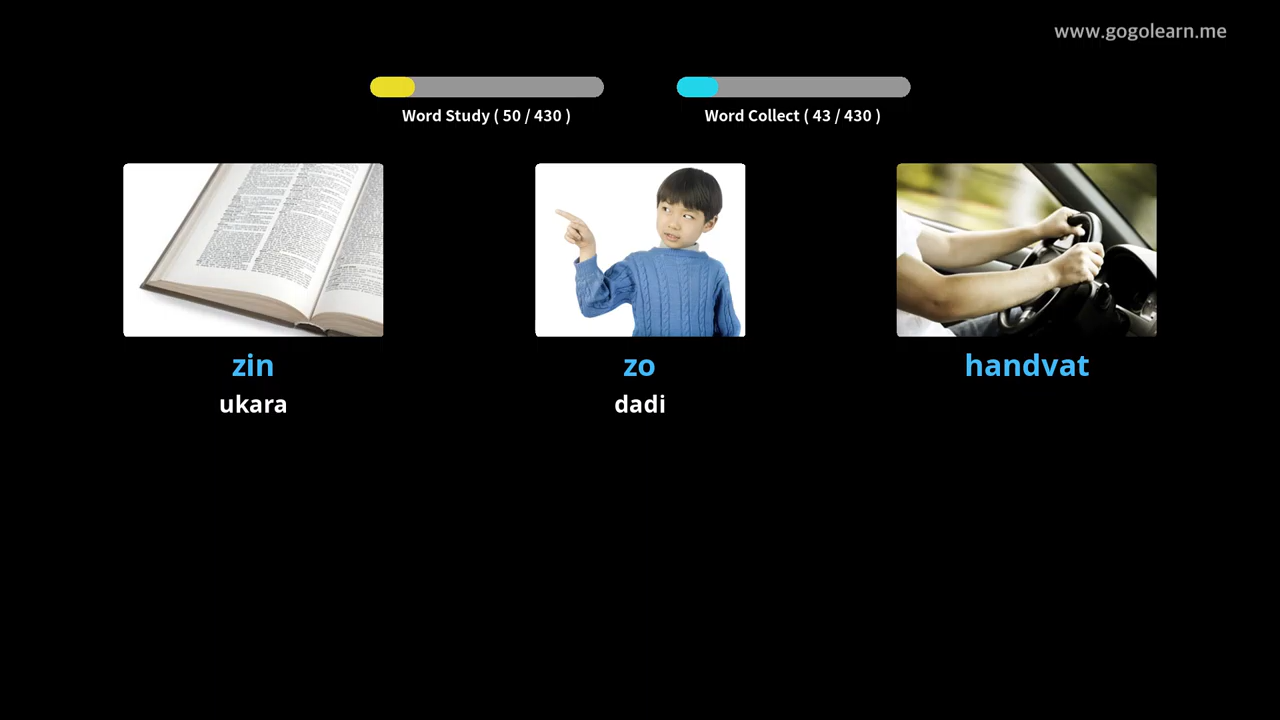 www.gogolearn.me
Word Study ( 50 / 430 )
Word Collect ( 43 / 430 )
zin
zo
handvat
ukara
dadi